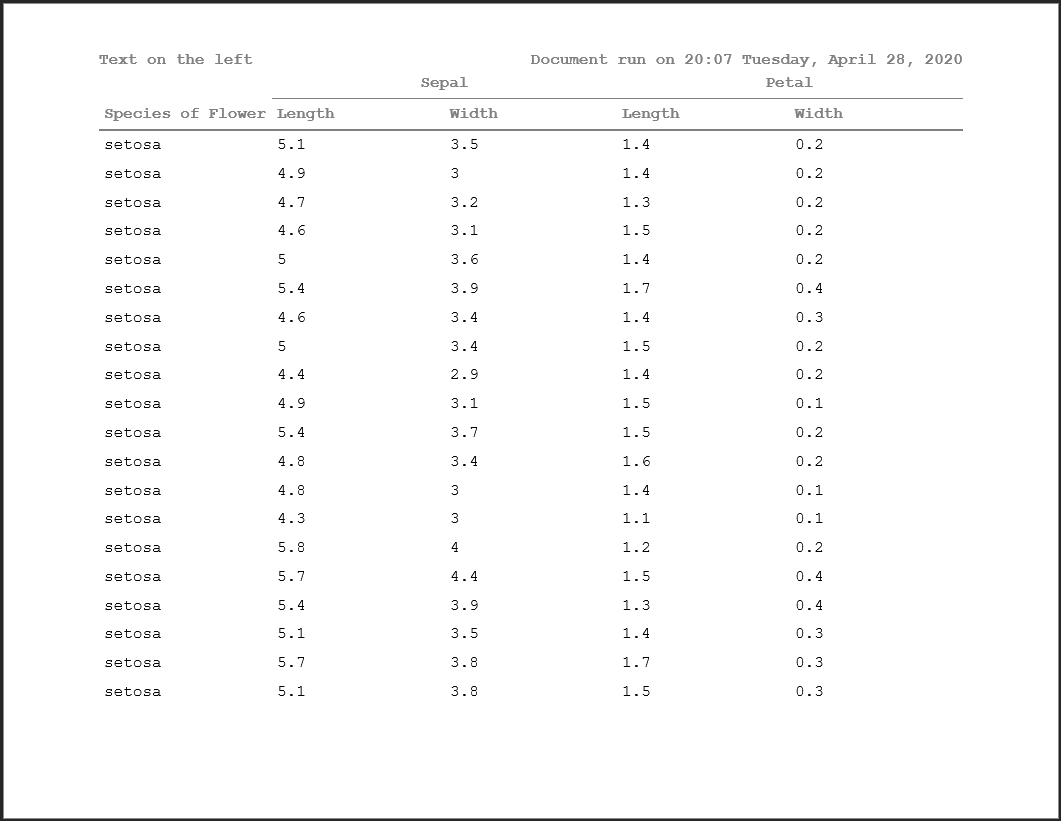 Text on the left Document run on 20:07 Tuesday, April 28, 2020
Sepal Petal
Species of Flower Length Width Length Width
setosa 5.1 3.5 1.4 0.2
setosa 4.9 3 1.4 0.2
setosa 4.7 3.2 1.3 0.2
setosa 4.6 3.1 1.5 0.2
setosa 5 3.6 1.4 0.2
setosa 5.4 3.9 1.7 0.4
setosa 4.6 3.4 1.4 0.3
setosa 5 3.4 1.5 0.2
setosa 4.4 2.9 1.4 0.2
setosa 4.9 3.1 1.5 0.1
setosa 5.4 3.7 1.5 0.2
setosa 4.8 3.4 1.6 0.2
setosa 4.8 3 1.4 0.1
setosa 4.3 3 1.1 0.1
setosa 5.8 4 1.2 0.2
setosa 5.7 4.4 1.5 0.4
setosa 5.4 3.9 1.3 0.4
setosa 5.1 3.5 1.4 0.3
setosa 5.7 3.8 1.7 0.3
setosa 5.1 3.8 1.5 0.3